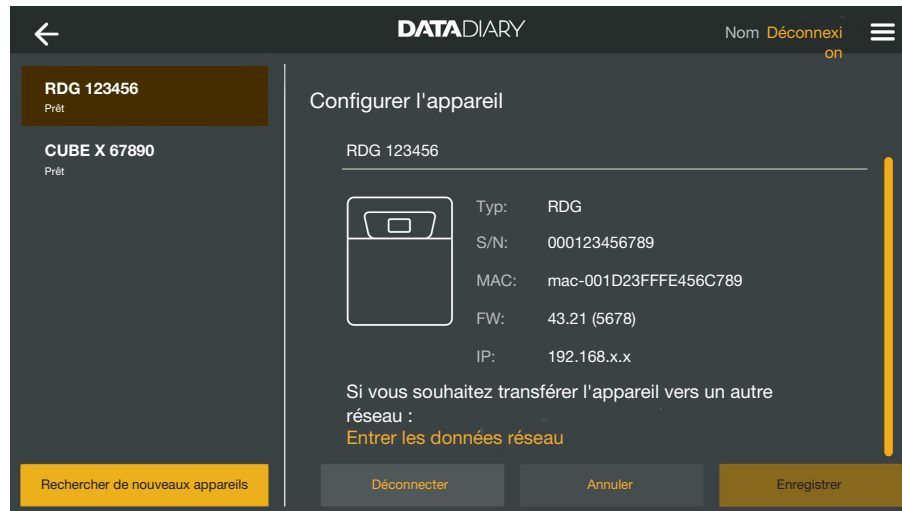 DATADIARY
Nom Déconnexi
on
RDG 123456
Prêt
CUBE X 67890
Prêt
Rechercher de nouveaux appareils
Configurer l'appareil
RDG 123456
Typ: RDG
S/N: 000123456789
MAC: mac-001D23FFFE456C789
FW: 43.21 (5678)
IP: 192.168.x.x
Si vous souhaitez transférer l'appareil vers un autre
réseau :
Entrer les données réseau
Déconnecter
Annuler
Enregistrer